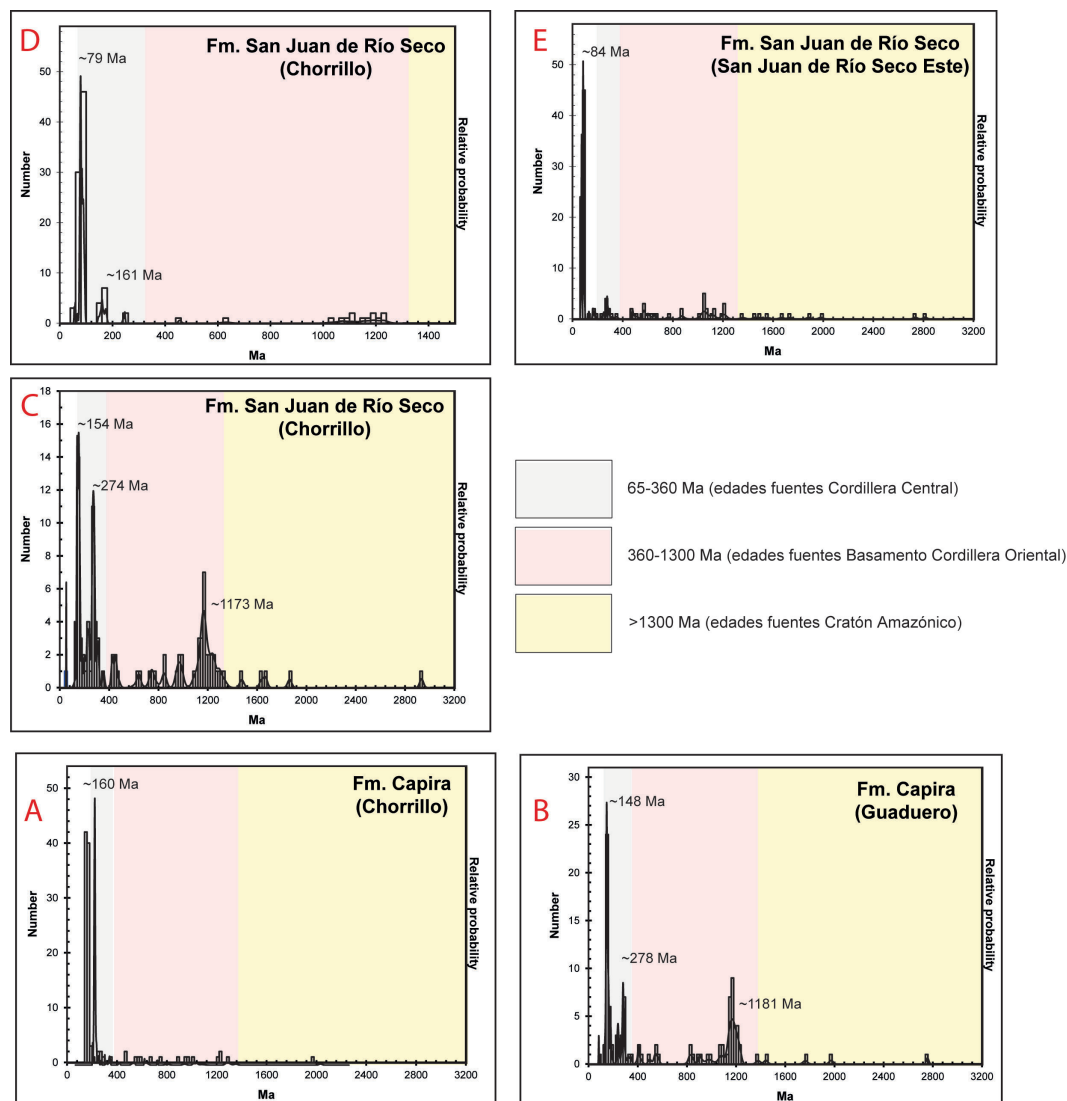 D
Fm. San Juan de Río Seco
(Chorrillo)
~79 Ma
~161 Ma
Number
Relative probability
50
40
30
20
10
0
0 200 400 600 800 1000 1200 1400
Ma
E
Fm. San Juan de Río Seco
(San Juan de Río Seco Este)
~84 Ma
Number
Relative probability
50
40
30
20
10
0
0 400 800 1200 1600 2000 2400 2800 3200
Ma
C
Fm. San Juan de Río Seco
(Chorrillo)
~154 Ma
~274 Ma
~1173 Ma
Number
Relative probability
18
16
14
12
10
8
6
4
2
0
0 400 800 1200 1600 2000 2400 2800 3200
Ma
65-360 Ma (edades fuentes Cordillera Central)
360-1300 Ma (edades fuentes Basamento Cordillera Oriental)
>1300 Ma (edades fuentes Cratón Amazónico)
A
Fm. Capira
(Chorrillo)
~160 Ma
Number
Relative probability
50
40
30
20
10
0
0 400 800 1200 1600 2000 2400 2800 3200
Ma
B
Fm. Capira
(Guaduero)
~148 Ma
~278 Ma
~1181 Ma
Number
Relative probability
30
25
20
15
10
5
0
0 400 800 1200 1600 2000 2400 2800 3200
Ma